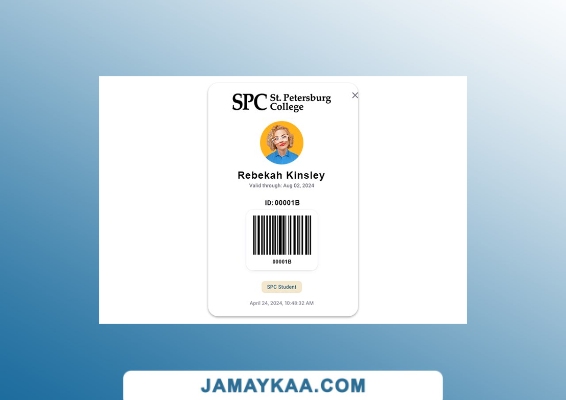 SPC St. Petersburg
College
Rebekah Kinsley
Valid through: Aug 02, 2024
ID: 00001B
00001B
SPC Student
April 24, 2024, 10:49:32 AM
JAMAYKAA.COM